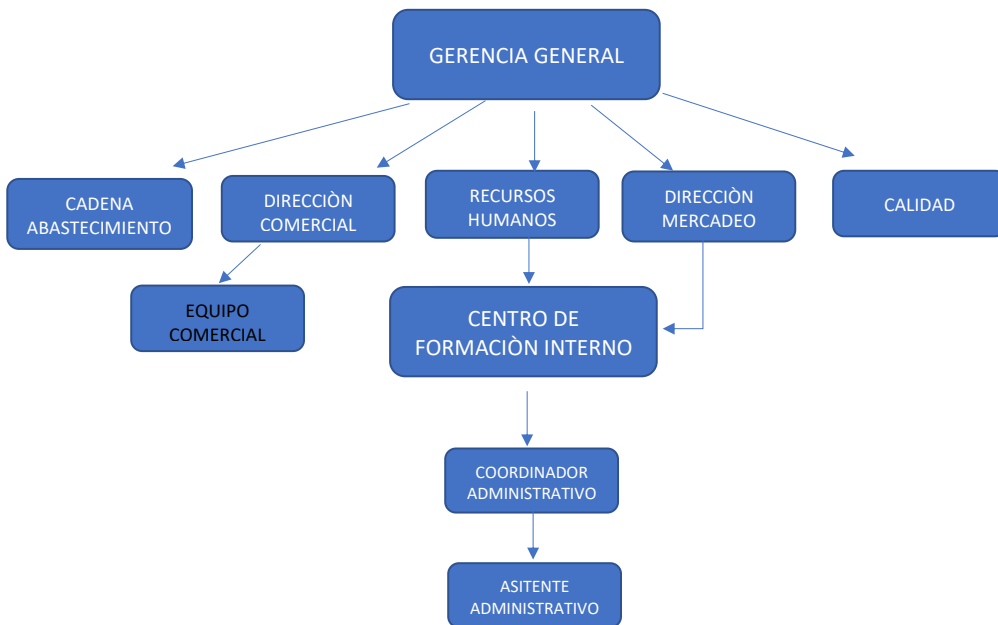 GERENCIA GENERAL
CADENA
ABASTECIMIENTO
DIRECCIÒN
COMERCIAL
RECURSOS
HUMANOS
DIRECCIÒN
MERCADEO
CALIDAD
EQUIPO
COMERCIAL
CENTRO DE
FORMACIÒN INTERNO
COORDINADOR
ADMINISTRATIVO
ASITENTE
ADMINISTRATIVO